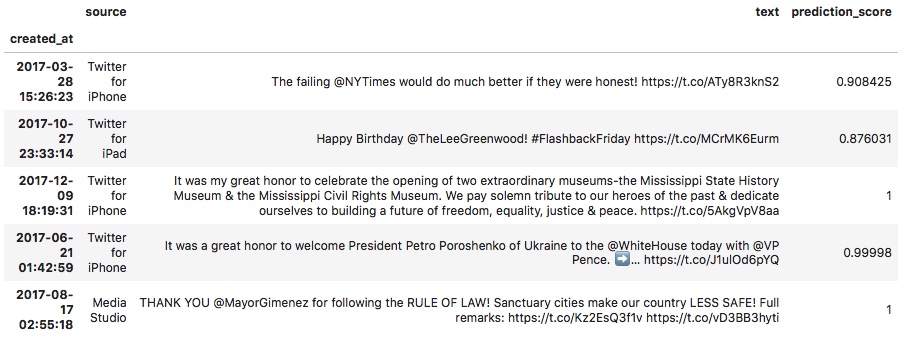 source text prediction_score
created_at
2017-03-28 15:26:23 Twitter for iPhone The failing @NYTimes would do much better if they were honest! https://t.co/ATy8R3knS2 0.908425
2017-10-27 23:33:14 Twitter for iPad Happy Birthday @TheLeeGreenwood! #FlashbackFriday https://t.co/MCrMK6Eurm 0.876031
2017-12-09 18:19:31 Twitter for iPhone It was my great honor to celebrate the opening of two extraordinary museums-the Mississippi State History
Museum & the Mississippi Civil Rights Museum. We pay solemn tribute to our heroes of the past & dedicate
ourselves to building a future of freedom, equality, justice & peace. https://t.co/5AkgVpV8aa 1
2017-06-21 01:42:59 Twitter for iPhone It was a great honor to welcome President Petro Poroshenko of Ukraine to the @WhiteHouse today with @VP
Pence. ➡️... https://t.co/J1ulOd6pYQ 0.99998
2017-08-17 02:55:18 Media Studio THANK YOU @MayorGimenez for following the RULE OF LAW! Sanctuary cities make our country LESS SAFE! Full
remarks: https://t.co/Kz2EsQ3f1v https://t.co/vD3BB3hyti 1